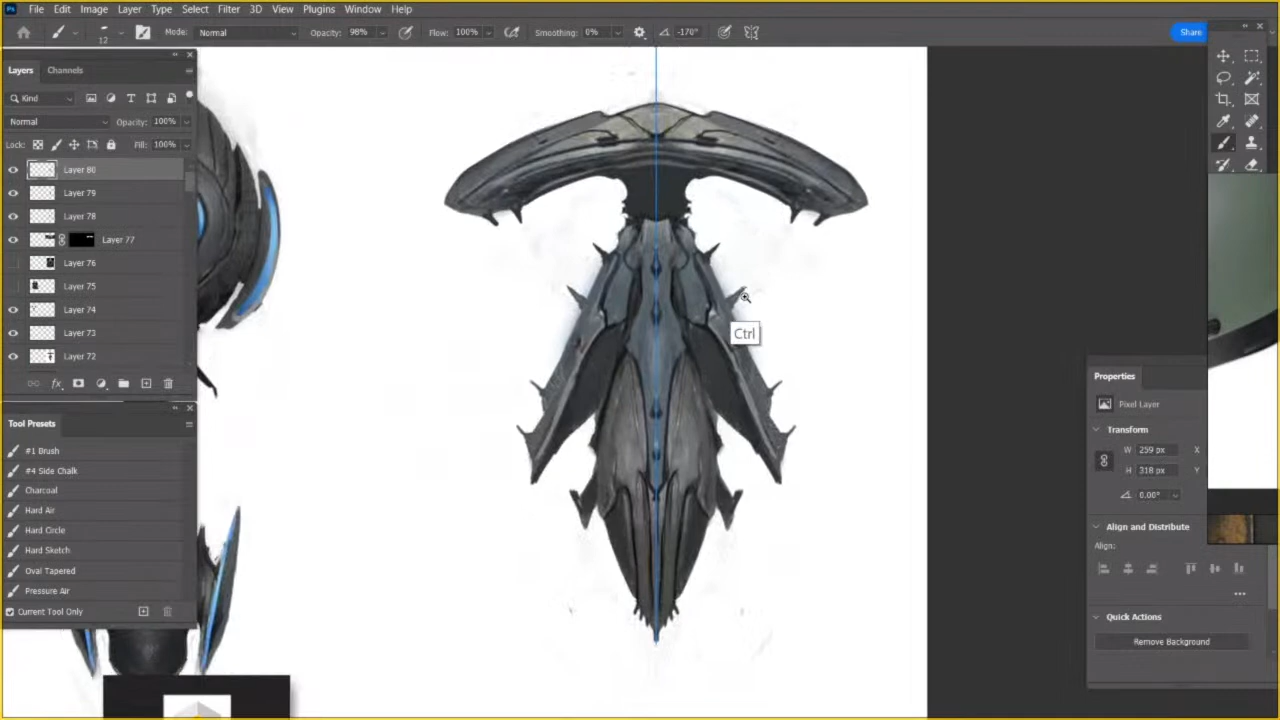 Ps File Edit Image Layer Type Select Filter 3D View Plugins Window Help
12 Mode: Normal Opacity: 98% Flow: 100% Smoothing: 0% -170° Share
Layers Channels
Kind
Normal Opacity: 100%
Lock: Fill: 100%
Layer 80
Layer 79
Layer 78
Layer 77
Layer 76
Layer 75
Layer 74
Layer 73
Layer 72
fx
Tool Presets
#1 Brush
#4 Side Chalk
Charcoal
Hard Air
Hard Circle
Hard Sketch
Oval Tapered
Pressure Air
Current Tool Only
Ctrl
Properties
Pixel Layer
Transform
W 259 px X
H 318 px Y
0.00°
Align and Distribute
Align:
Quick Actions
Remove Background